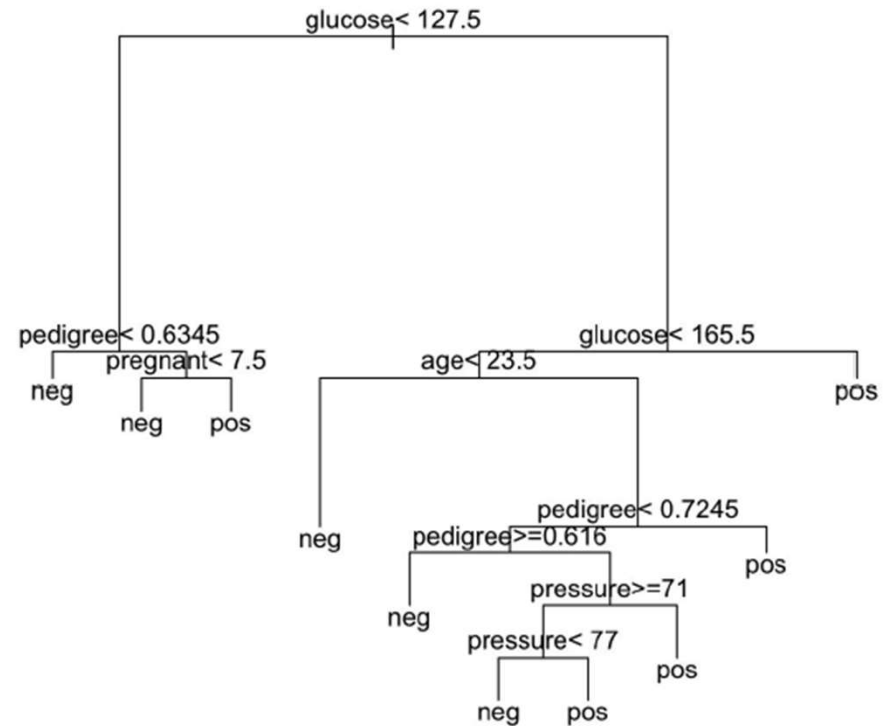 glucose< 127.5
pedigree< 0.6345
glucose< 165.5
pregnant< 7.5
age< 23.5
neg
pos
neg
pos
pedigree< 0.7245
pedigree>=0.616
neg
pos
pressure>=71
neg
pressure< 77
pos
neg
pos